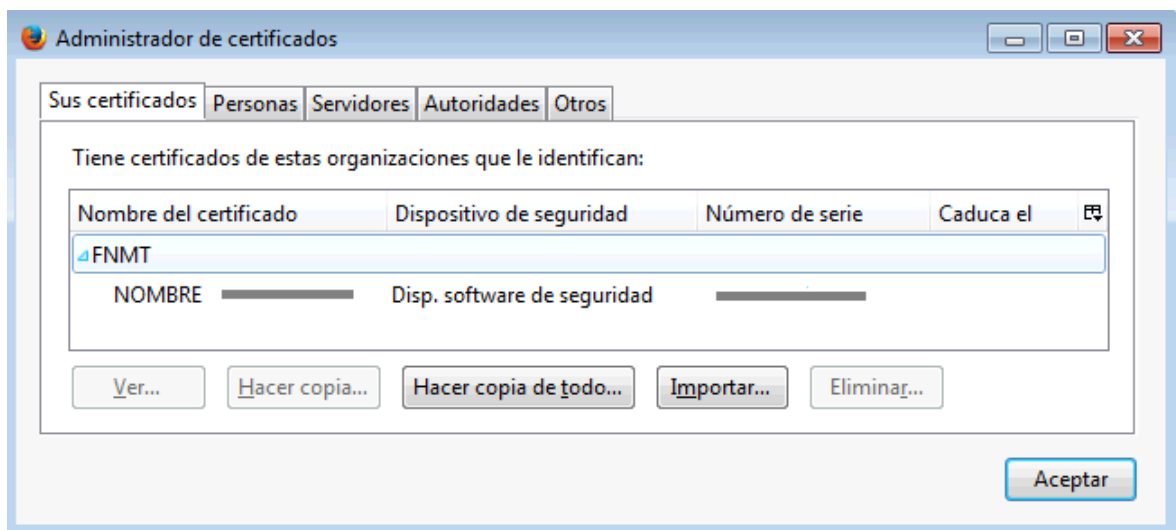 Administrador de certificados
Sus certificados Personas Servidores Autoridades Otros
Tiene certificados de estas organizaciones que le identifican:
Nombre del certificado Dispositivo de seguridad Número de serie Caduca el
FNMT
NOMBRE Disp. software de seguridad
Ver... Hacer copia... Hacer copia de todo... Importar... Eliminar...
Aceptar